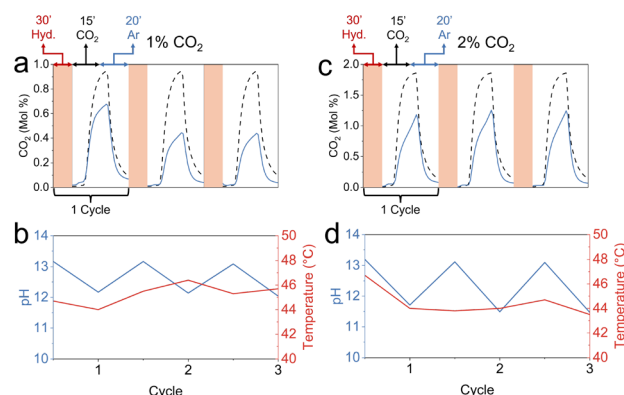 30' Hyd.
15' CO2
20' Ar
1% CO2
30' Hyd.
15' CO2
20' Ar
2% CO2
a
CO2 (Mol %)
1.0
0.8
0.6
0.4
0.2
0.0
1 Cycle
c
CO2 (Mol %)
2.0
1.5
1.0
0.5
0.0
1 Cycle
b
pH
14
13
12
11
10
Temperature (°C)
50
48
46
44
42
40
1
2
3
Cycle
d
pH
14
13
12
11
10
Temperature (°C)
50
48
46
44
42
40
1
2
3
Cycle